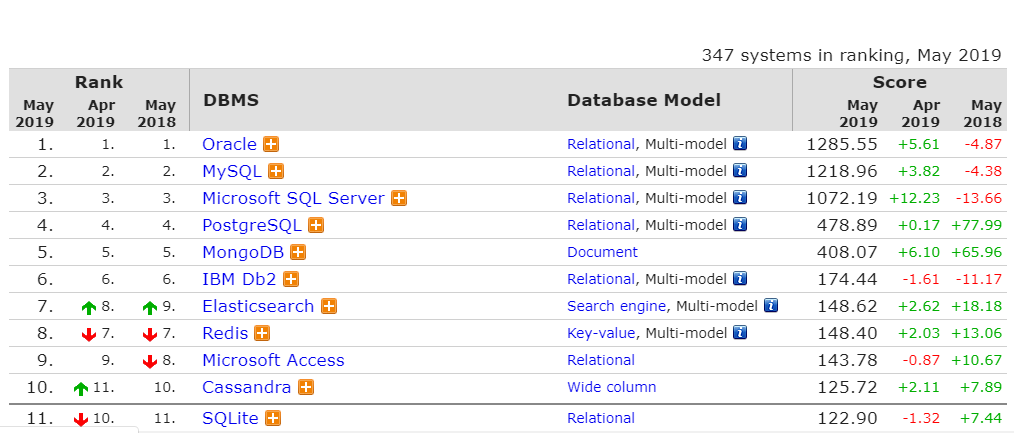 347 systems in ranking, May 2019
Rank DBMS Database Model Score
May 2019 Apr 2019 May 2018 May 2019 Apr 2019 May 2018
1. 1. 1. Oracle Relational, Multi-model 1285.55 +5.61 -4.87
2. 2. 2. MySQL Relational, Multi-model 1218.96 +3.82 -4.38
3. 3. 3. Microsoft SQL Server Relational, Multi-model 1072.19 +12.23 -13.66
4. 4. 4. PostgreSQL Relational, Multi-model 478.89 +0.17 +77.99
5. 5. 5. MongoDB Document 408.07 +6.10 +65.96
6. 6. 6. IBM Db2 Relational, Multi-model 174.44 -1.61 -11.17
7. 8. 9. Elasticsearch Search engine, Multi-model 148.62 +2.62 +18.18
8. 7. 7. Redis Key-value, Multi-model 148.40 +2.03 +13.06
9. 9. 8. Microsoft Access Relational 143.78 -0.87 +10.67
10. 11. 10. Cassandra Wide column 125.72 +2.11 +7.89
11. 10. 11. SQLite Relational 122.90 -1.32 +7.44